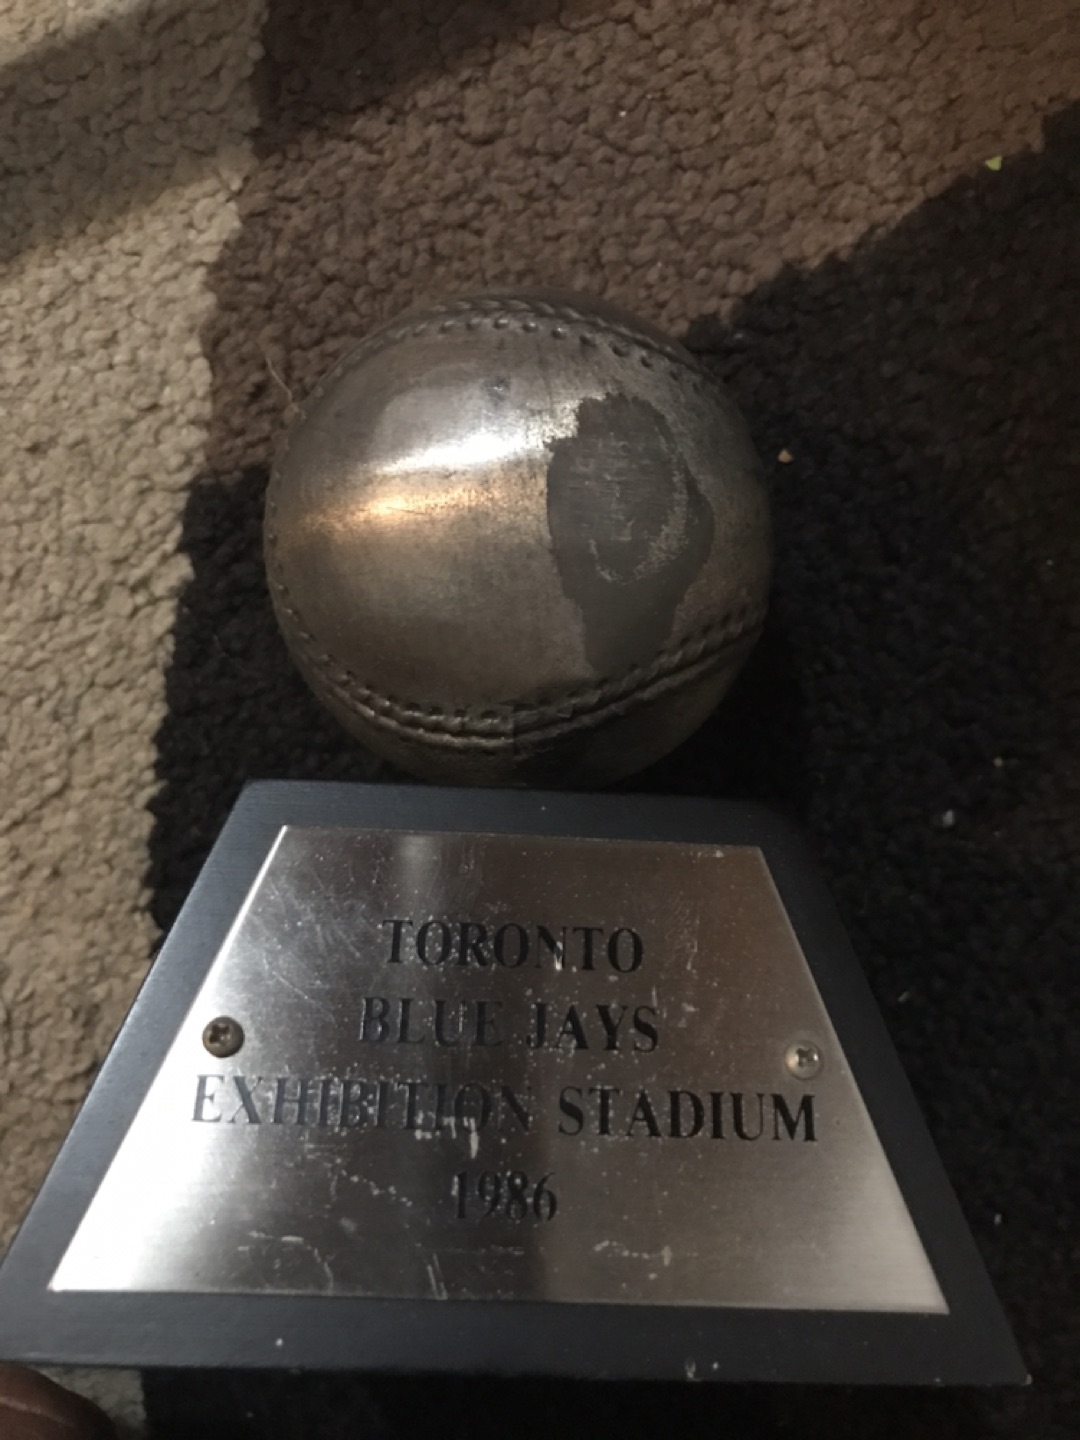 TORONTO
BLUE JAYS
EXHIBITION STADIUM
1986